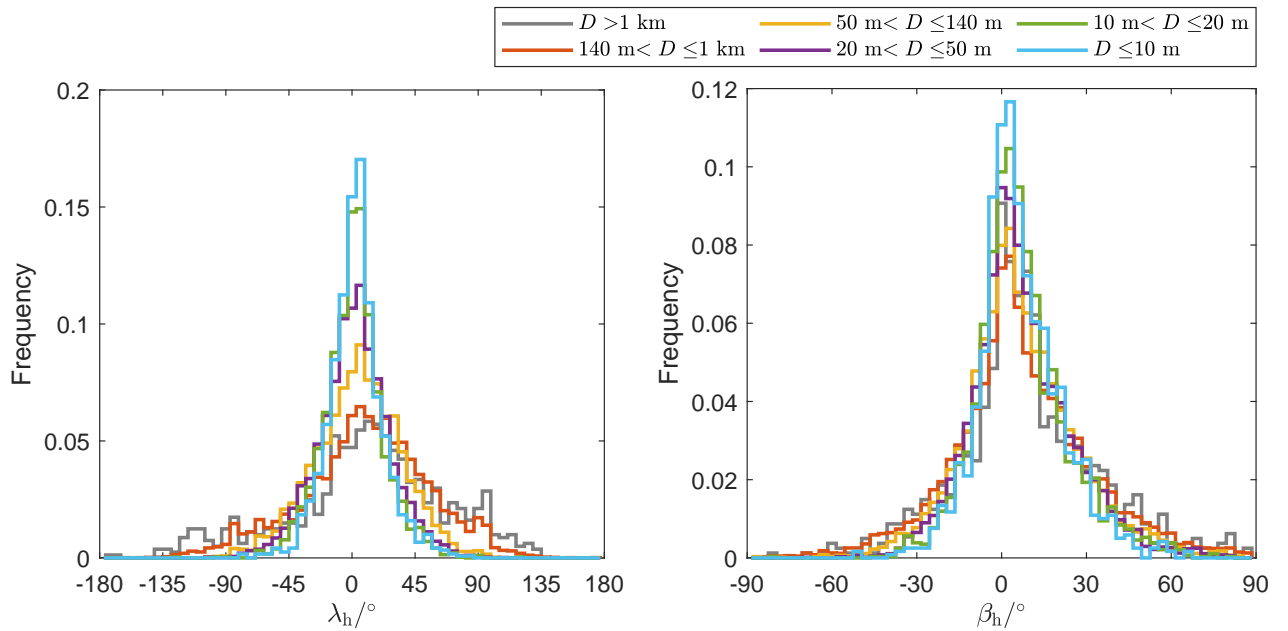 D >1 km 50 m< D ≤140 m 10 m< D ≤20 m
140 m< D ≤1 km 20 m< D ≤50 m D ≤10 m
0.2
0.15
0.1
0.05
0
Frequency
-180 -135 -90 -45 0 45 90 135 180
λh/°
0.12
0.1
0.08
0.06
0.04
0.02
0
Frequency
-90 -60 -30 0 30 60 90
βh/°